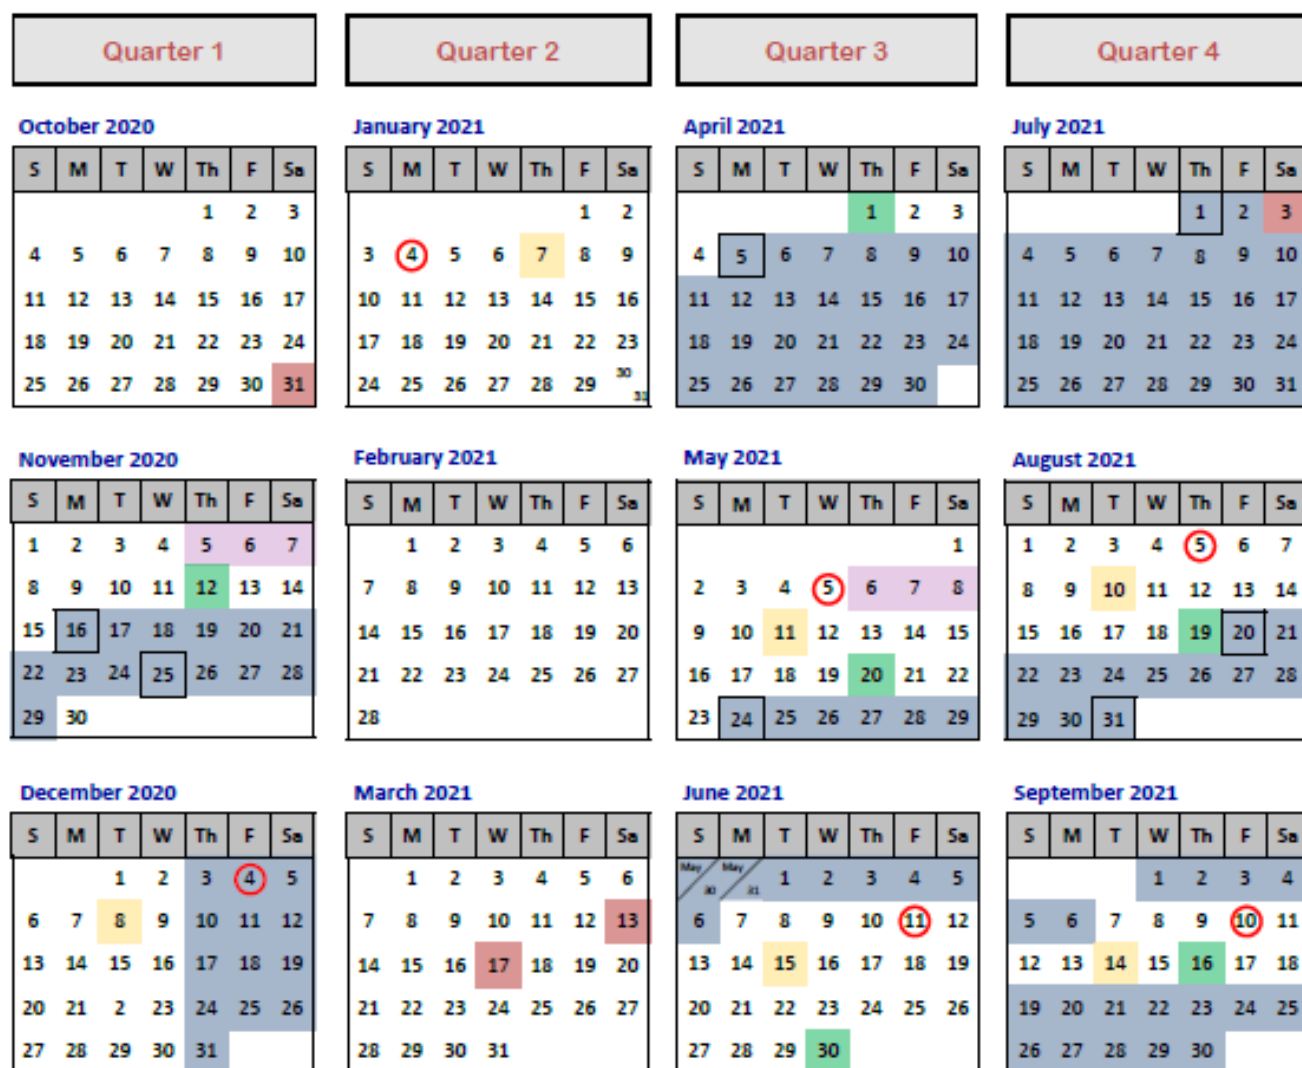 Quarter 1 Quarter 2 Quarter 3 Quarter 4
October 2020 January 2021 April 2021 July 2021
S M T W Th F Sa S M T W Th F Sa S M T W Th F Sa S M T W Th F Sa
1 2 3 1 2 1 2 3 1 2 3
4 5 6 7 8 9 10 3 4 5 6 7 8 9 4 5 6 7 8 9 10 4 5 6 7 8 9 10
11 12 13 14 15 16 17 10 11 12 13 14 15 16 11 12 13 14 15 16 17 11 12 13 14 15 16 17
18 19 20 21 22 23 24 17 18 19 20 21 22 23 18 19 20 21 22 23 24 18 19 20 21 22 23 24
25 26 27 28 29 30 31 24 25 26 27 28 29 30 31 25 26 27 28 29 30 25 26 27 28 29 30 31
November 2020 February 2021 May 2021 August 2021
S M T W Th F Sa S M T W Th F Sa S M T W Th F Sa S M T W Th F Sa
1 2 3 4 5 6 7 1 2 3 4 5 6 1 1 2 3 4 5 6 7
8 9 10 11 12 13 14 7 8 9 10 11 12 13 2 3 4 5 6 7 8 8 9 10 11 12 13 14
15 16 17 18 19 20 21 14 15 16 17 18 19 20 9 10 11 12 13 14 15 15 16 17 18 19 20 21
22 23 24 25 26 27 28 21 22 23 24 25 26 27 16 17 18 19 20 21 22 22 23 24 25 26 27 28
29 30 28 23 24 25 26 27 28 29 29 30 31
December 2020 March 2021 June 2021 September 2021
S M T W Th F Sa S M T W Th F Sa S M T W Th F Sa S M T W Th F Sa
1 2 3 4 5 1 2 3 4 5 6 May 30 May 31 1 2 3 4 5 1 2 3 4
6 7 8 9 10 11 12 7 8 9 10 11 12 13 6 7 8 9 10 11 12 5 6 7 8 9 10 11
13 14 15 16 17 18 19 14 15 16 17 18 19 20 13 14 15 16 17 18 19 12 13 14 15 16 17 18
20 21 2 23 24 25 26 21 22 23 24 25 26 27 20 21 22 23 24 25 26 19 20 21 22 23 24 25
27 28 29 30 31 28 29 30 31 27 28 29 30 26 27 28 29 30